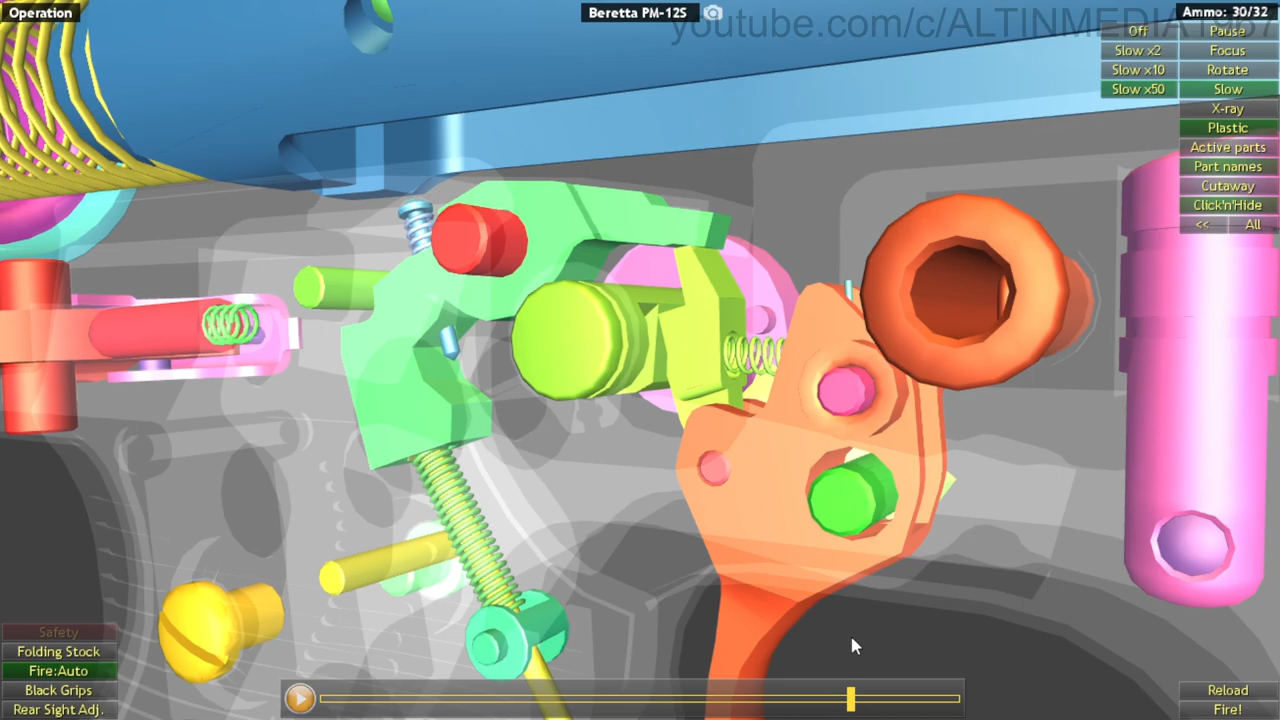 Operation
Beretta PM-12S
Ammo: 30/32
youtube.com/c/ALTINMEDIA1967
Off
Pause
Slow x2
Focus
Slow x10
Rotate
Slow x50
Slow
X-ray
Plastic
Active parts
Part names
Cutaway
Click'n'Hide
<<
All
Safety
Folding Stock
Fire:Auto
Black Grips
Rear Sight Adj.
Reload
Fire!